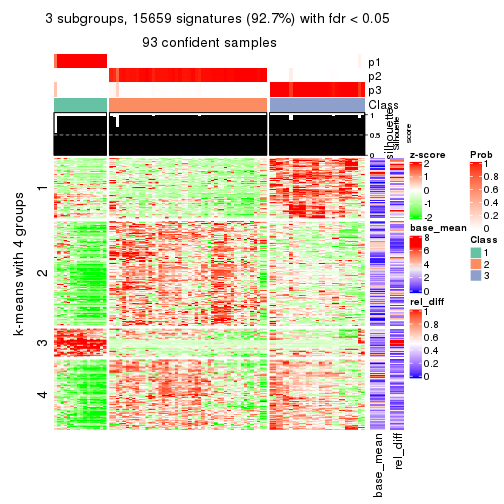 3 subgroups, 15659 signatures (92.7%) with fdr < 0.05
93 confident samples
p1
p2
p3
Class
1
0.5
0
silhouette
Silhouette
score
k-means with 4 groups
1
2
3
4
base_mean
rel_diff
z-score
2
1
0
-1
-2
base_mean
8
6
4
2
0
rel_diff
1
0.8
0.6
0.4
0.2
0
Prob
1
0.8
0.6
0.4
0.2
0
Class
1
2
3